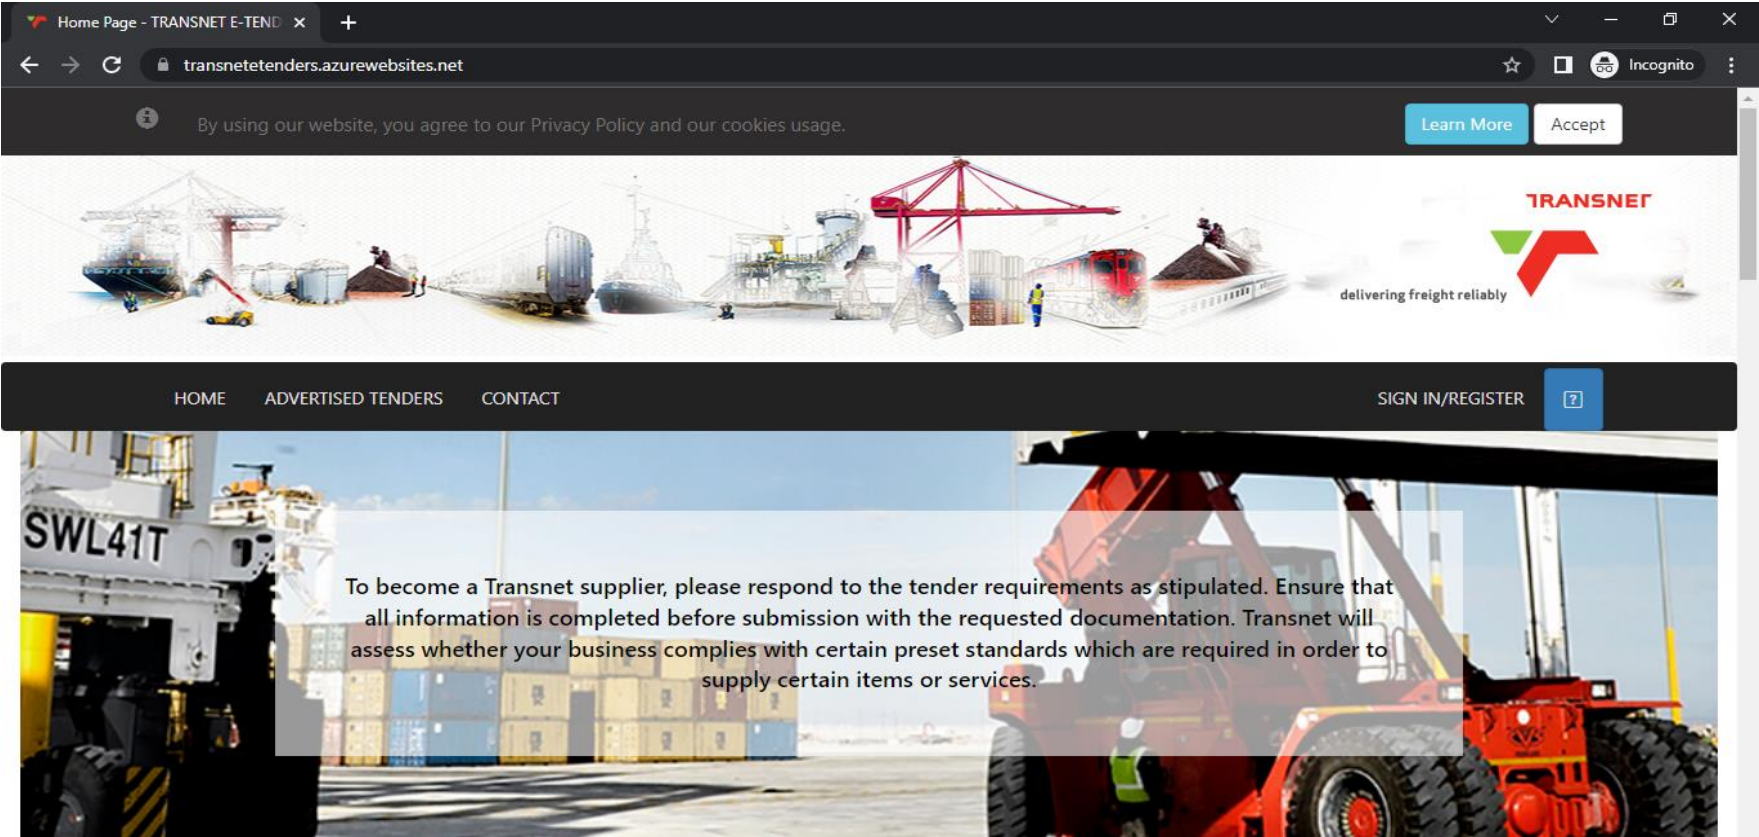 Home Page - TRANSNET E-TEND
transnetetenders.azurewebsites.net
Incognito
By using our website, you agree to our Privacy Policy and our cookies usage.
Learn More
Accept
TRANSNET
delivering freight reliably
HOME
ADVERTISED TENDERS
CONTACT
SIGN IN/REGISTER
SWL41T
To become a Transnet supplier, please respond to the tender requirements as stipulated. Ensure that
all information is completed before submission with the requested documentation. Transnet will
assess whether your business complies with certain preset standards which are required in order to
supply certain items or services.